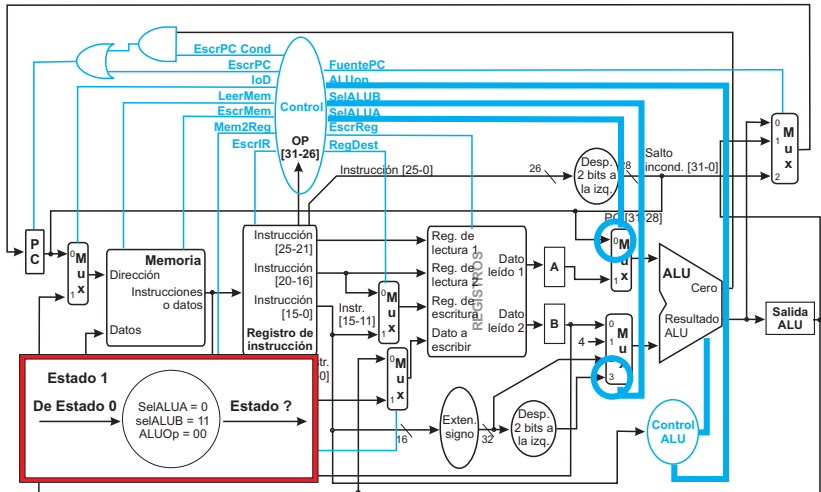 EscrPC Cond
EscrPC
IoD
LeerMem
EscrMem
Mem2Reg
EscrIR
Control
OP
[31-26]
FuentePC
ALUop
SelALUB
SelALUA
EscrReg
RegDest
Instrucción [25-0]
26
Desp.
2 bits a
la izq.
28
Salto
incond. [31-0]
PC [31-28]
0
1
2
M
u
x
P
C
0
M
u
x
1
Memoria
Dirección
Instrucciones
o datos
Datos
Instrucción
[25-21]
Instrucción
[20-16]
Instrucción
[15-0]
Registro de
instrucción
Instr.
[15-11]
0
M
u
x
1
0
M
u
x
1
Reg. de
lectura 1
Reg. de
lectura 2
Reg. de
escritura
Dato a
escribir
REGISTROS
Dato
leído 1
Dato
leído 2
A
B
4
0
M
u
x
1
0
1
3
M
u
x
ALU
Cero
Resultado
ALU
Salida
ALU
16
Exten.
signo
32
Desp.
2 bits a
la izq.
Control
ALU
Estado 1
De Estado 0
SelALUA = 0
selALUB = 11
ALUOp = 00
Estado ?